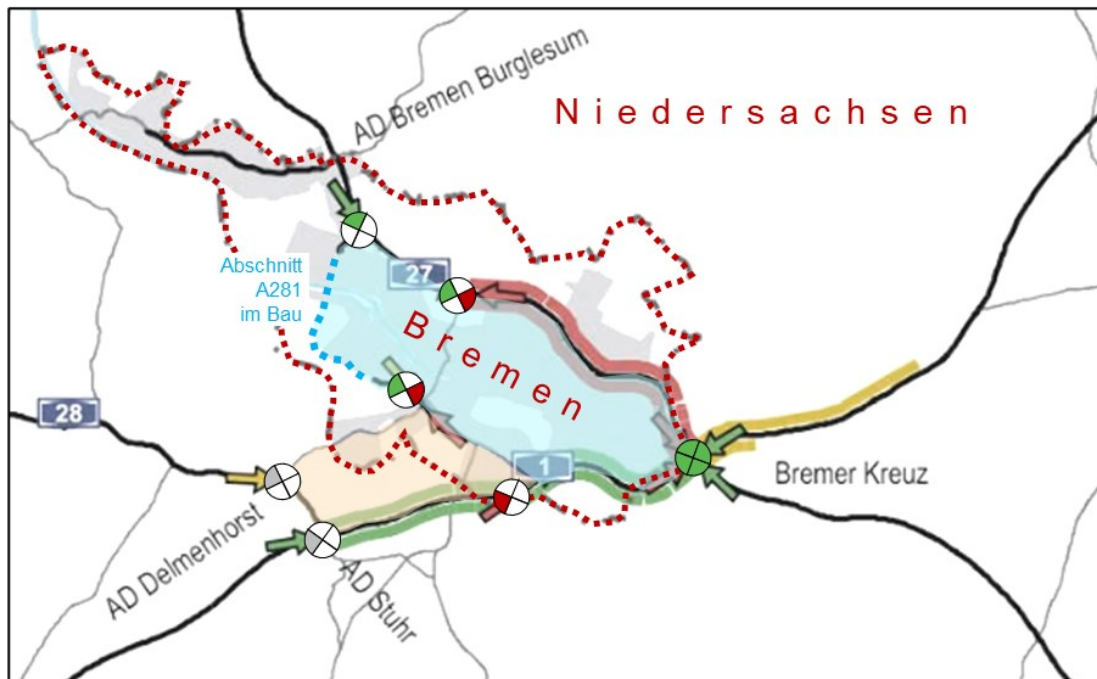 AD Bremen Burglesum
Niedersachsen
Abschnitt
A281
im Bau
27
Bremen
28
1
Bremer Kreuz
AD Delmenhorst
AD Stuhr